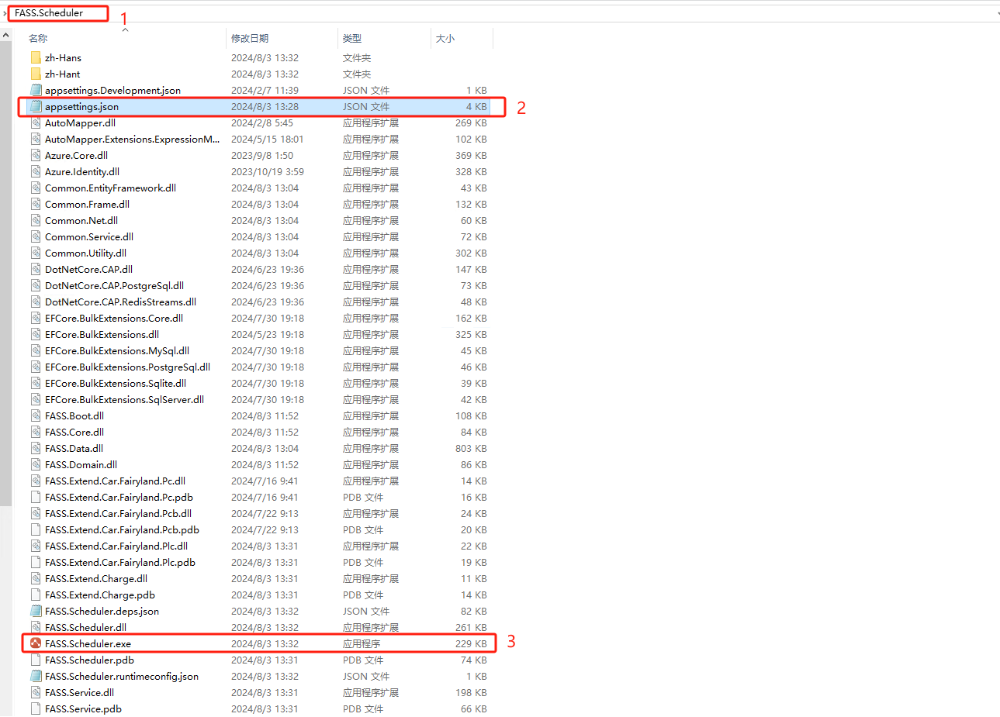 FASS.Scheduler
1
名称 修改日期 类型 大小
zh-Hans 2024/8/3 13:32 文件夹
zh-Hant 2024/8/3 13:32 文件夹
appsettings.Development.json 2024/2/7 11:39 JSON 文件 1 KB
appsettings.json 2024/8/3 13:28 JSON 文件 4 KB 2
AutoMapper.dll 2024/2/8 5:45 应用程序扩展 269 KB
AutoMapper.Extensions.ExpressionM... 2024/5/15 18:01 应用程序扩展 102 KB
Azure.Core.dll 2023/9/8 1:50 应用程序扩展 369 KB
Azure.Identity.dll 2023/10/19 3:59 应用程序扩展 328 KB
Common.EntityFramework.dll 2024/8/3 13:04 应用程序扩展 43 KB
Common.Frame.dll 2024/8/3 13:04 应用程序扩展 132 KB
Common.Net.dll 2024/8/3 13:04 应用程序扩展 60 KB
Common.Service.dll 2024/8/3 13:04 应用程序扩展 72 KB
Common.Utility.dll 2024/8/3 13:04 应用程序扩展 302 KB
DotNetCore.CAP.dll 2024/6/23 19:36 应用程序扩展 147 KB
DotNetCore.CAP.PostgreSql.dll 2024/6/23 19:36 应用程序扩展 73 KB
DotNetCore.CAP.RedisStreams.dll 2024/6/23 19:36 应用程序扩展 48 KB
EFCore.BulkExtensions.Core.dll 2024/7/30 19:18 应用程序扩展 162 KB
EFCore.BulkExtensions.dll 2024/5/23 19:18 应用程序扩展 325 KB
EFCore.BulkExtensions.MySql.dll 2024/7/30 19:18 应用程序扩展 45 KB
EFCore.BulkExtensions.PostgreSql.dll 2024/7/30 19:18 应用程序扩展 46 KB
EFCore.BulkExtensions.Sqlite.dll 2024/7/30 19:18 应用程序扩展 39 KB
EFCore.BulkExtensions.SqlServer.dll 2024/7/30 19:18 应用程序扩展 42 KB
FASS.Boot.dll 2024/8/3 11:52 应用程序扩展 108 KB
FASS.Core.dll 2024/8/3 11:52 应用程序扩展 84 KB
FASS.Data.dll 2024/8/3 13:04 应用程序扩展 803 KB
FASS.Domain.dll 2024/8/3 11:52 应用程序扩展 86 KB
FASS.Extend.Car.Fairyland.Pc.dll 2024/7/16 9:41 应用程序扩展 14 KB
FASS.Extend.Car.Fairyland.Pc.pdb 2024/7/16 9:41 PDB 文件 16 KB
FASS.Extend.Car.Fairyland.Pcb.dll 2024/7/22 9:13 应用程序扩展 24 KB
FASS.Extend.Car.Fairyland.Pcb.pdb 2024/7/22 9:13 PDB 文件 20 KB
FASS.Extend.Car.Fairyland.Plc.dll 2024/8/3 13:31 应用程序扩展 22 KB
FASS.Extend.Car.Fairyland.Plc.pdb 2024/8/3 13:31 PDB 文件 19 KB
FASS.Extend.Charge.dll 2024/8/3 13:31 应用程序扩展 11 KB
FASS.Extend.Charge.pdb 2024/8/3 13:31 PDB 文件 14 KB
FASS.Scheduler.deps.json 2024/8/3 13:32 JSON 文件 82 KB
FASS.Scheduler.dll 2024/8/3 13:32 应用程序扩展 261 KB
FASS.Scheduler.exe 2024/8/3 13:32 应用程序 229 KB 3
FASS.Scheduler.pdb 2024/8/3 13:31 PDB 文件 74 KB
FASS.Scheduler.runtimeconfig.json 2024/8/3 13:32 JSON 文件 1 KB
FASS.Service.dll 2024/8/3 13:31 应用程序扩展 198 KB
FASS.Service.pdb 2024/8/3 13:31 PDB 文件 66 KB